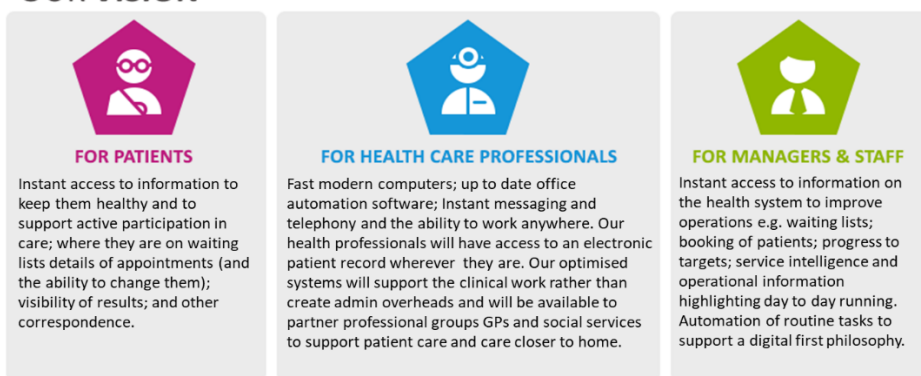 FOR PATIENTS
Instant access to information to
keep them healthy and to
support active participation in
care; where they are on waiting
lists details of appointments (and
the ability to change them);
visibility of results; and other
correspondence.
FOR HEALTH CARE PROFESSIONALS
Fast modern computers; up to date office
automation software; Instant messaging and
telephony and the ability to work anywhere. Our
health professionals will have access to an electronic
patient record wherever they are. Our optimised
systems will support the clinical work rather than
create admin overheads and will be available to
partner professional groups GPs and social services
to support patient care and care closer to home.
FOR MANAGERS & STAFF
Instant access to information on
the health system to improve
operations e.g. waiting lists;
booking of patients; progress to
targets; service intelligence and
operational information
highlighting day to day running.
Automation of routine tasks to
support a digital first philosophy.